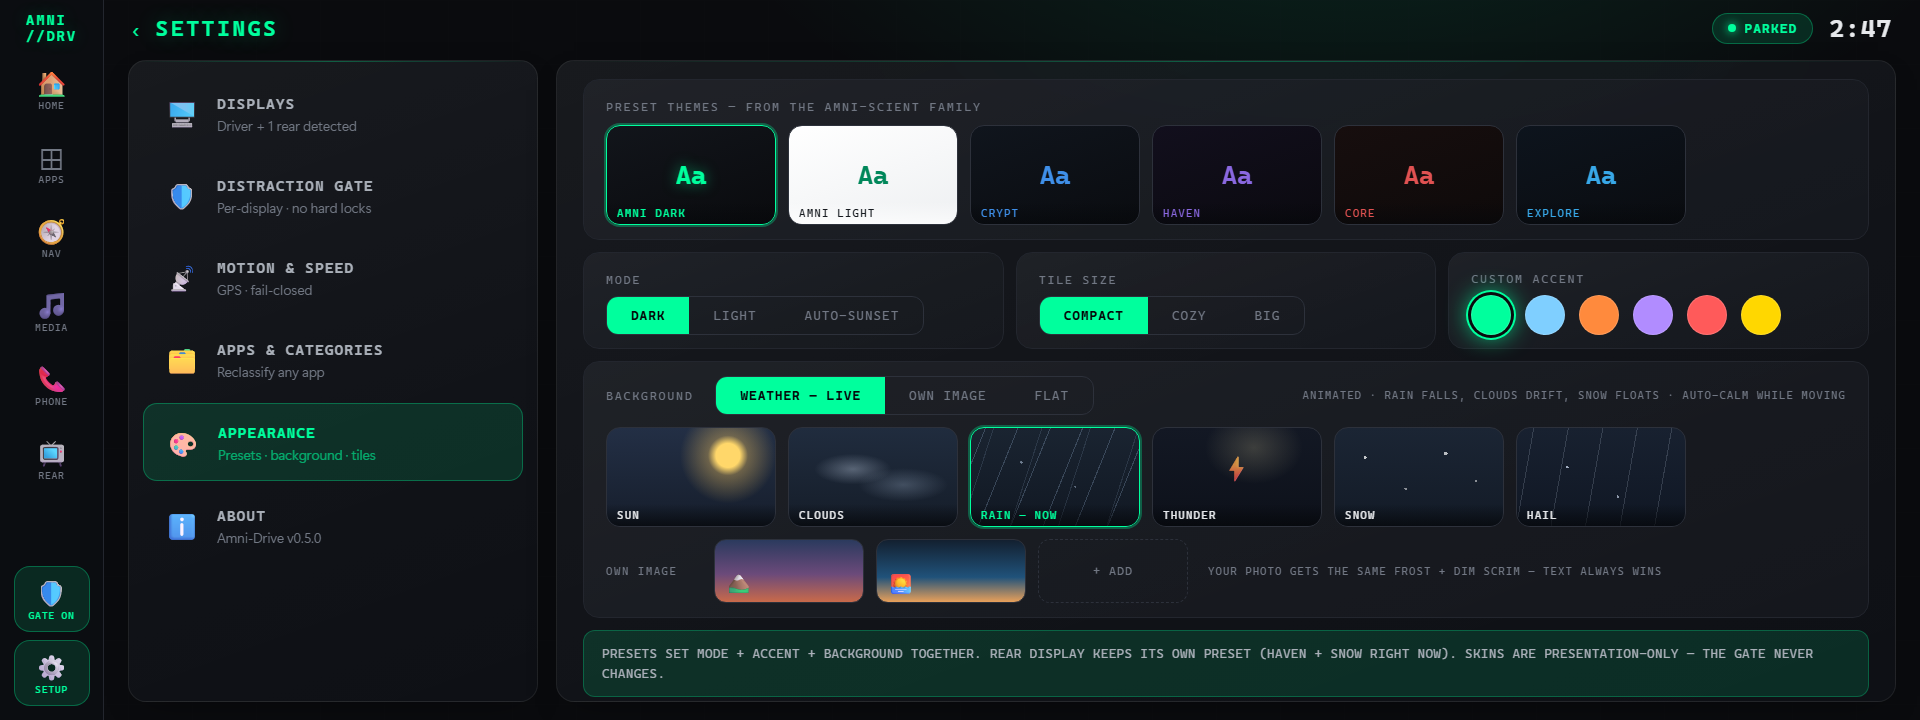 AMNI
//DRV
HOME
APPS
NAV
MEDIA
PHONE
REAR
GATE ON
SETUP
‹ SETTINGS
PARKED
2:47
DISPLAYS
Driver + 1 rear detected
DISTRACTION GATE
Per-display · no hard locks
MOTION & SPEED
GPS · fail-closed
APPS & CATEGORIES
Reclassify any app
APPEARANCE
Presets · background · tiles
ABOUT
Amni-Drive v0.5.0
PRESET THEMES — FROM THE AMNI-SCIENT FAMILY
Aa Aa Aa Aa Aa Aa
AMNI DARK AMNI LIGHT CRYPT HAVEN CORE EXPLORE
MODE
DARK LIGHT AUTO-SUNSET
TILE SIZE
COMPACT COZY BIG
CUSTOM ACCENT
BACKGROUND WEATHER — LIVE OWN IMAGE FLAT ANIMATED · RAIN FALLS, CLOUDS DRIFT, SNOW FLOATS · AUTO-CALM WHILE MOVING
SUN CLOUDS RAIN — NOW THUNDER SNOW HAIL
OWN IMAGE + ADD YOUR PHOTO GETS THE SAME FROST + DIM SCRIM — TEXT ALWAYS WINS
PRESETS SET MODE + ACCENT + BACKGROUND TOGETHER. REAR DISPLAY KEEPS ITS OWN PRESET (HAVEN + SNOW RIGHT NOW). SKINS ARE PRESENTATION-ONLY — THE GATE NEVER
CHANGES.